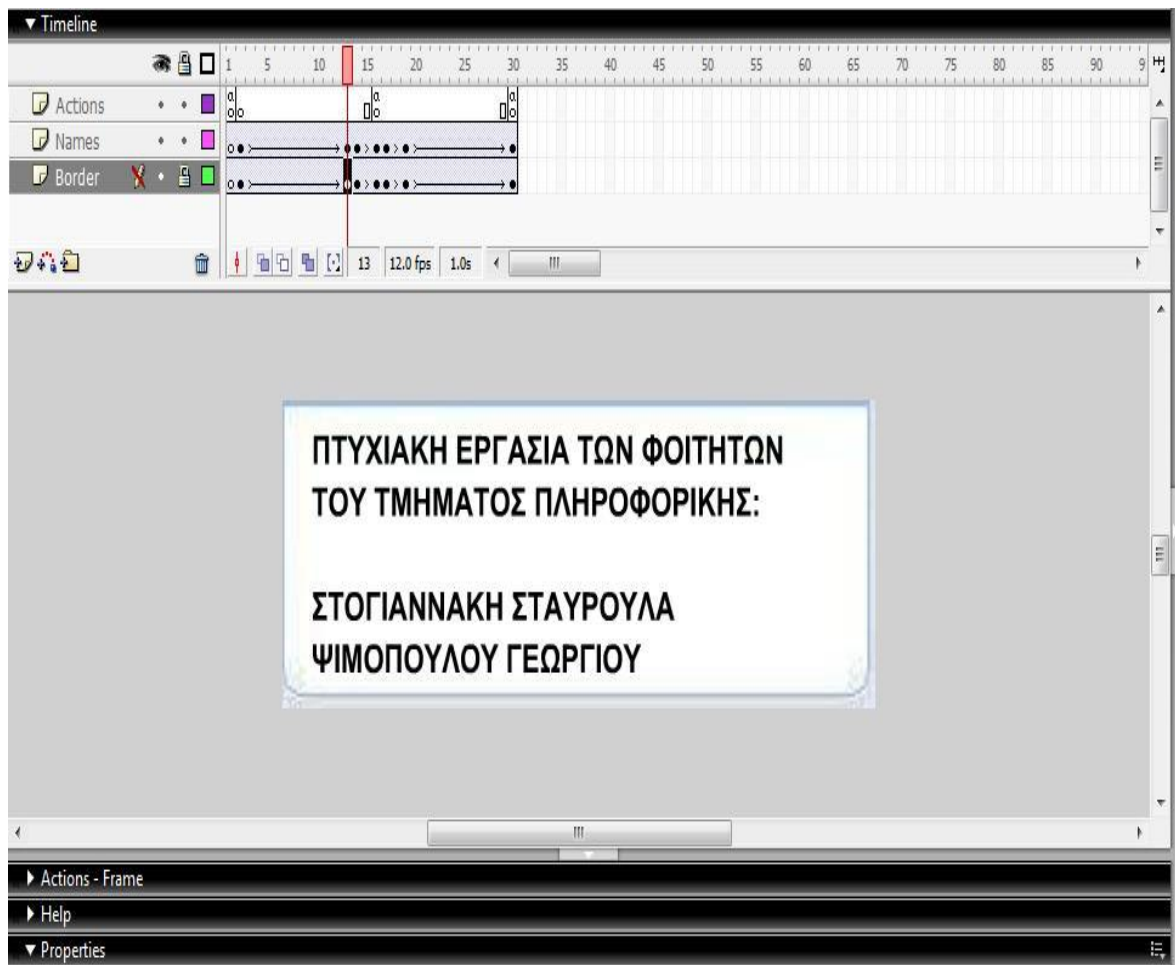 ▼ Timeline
1 5 10 15 20 25 30 35 40 45 50 55 60 65 70 75 80 85 90 9
Actions
Names
Border
13 12.0 fps 1.0s
ΠΤΥΧΙΑΚΗ ΕΡΓΑΣΙΑ ΤΩΝ ΦΟΙΤΗΤΩΝ
ΤΟΥ ΤΜΗΜΑΤΟΣ ΠΛΗΡΟΦΟΡΙΚΗΣ:
ΣΤΟΓΙΑΝΝΑΚΗ ΣΤΑΥΡΟΥΛΑ
ΨΙΜΟΠΟΥΛΟΥ ΓΕΩΡΓΙΟΥ
Actions - Frame
Help
Properties